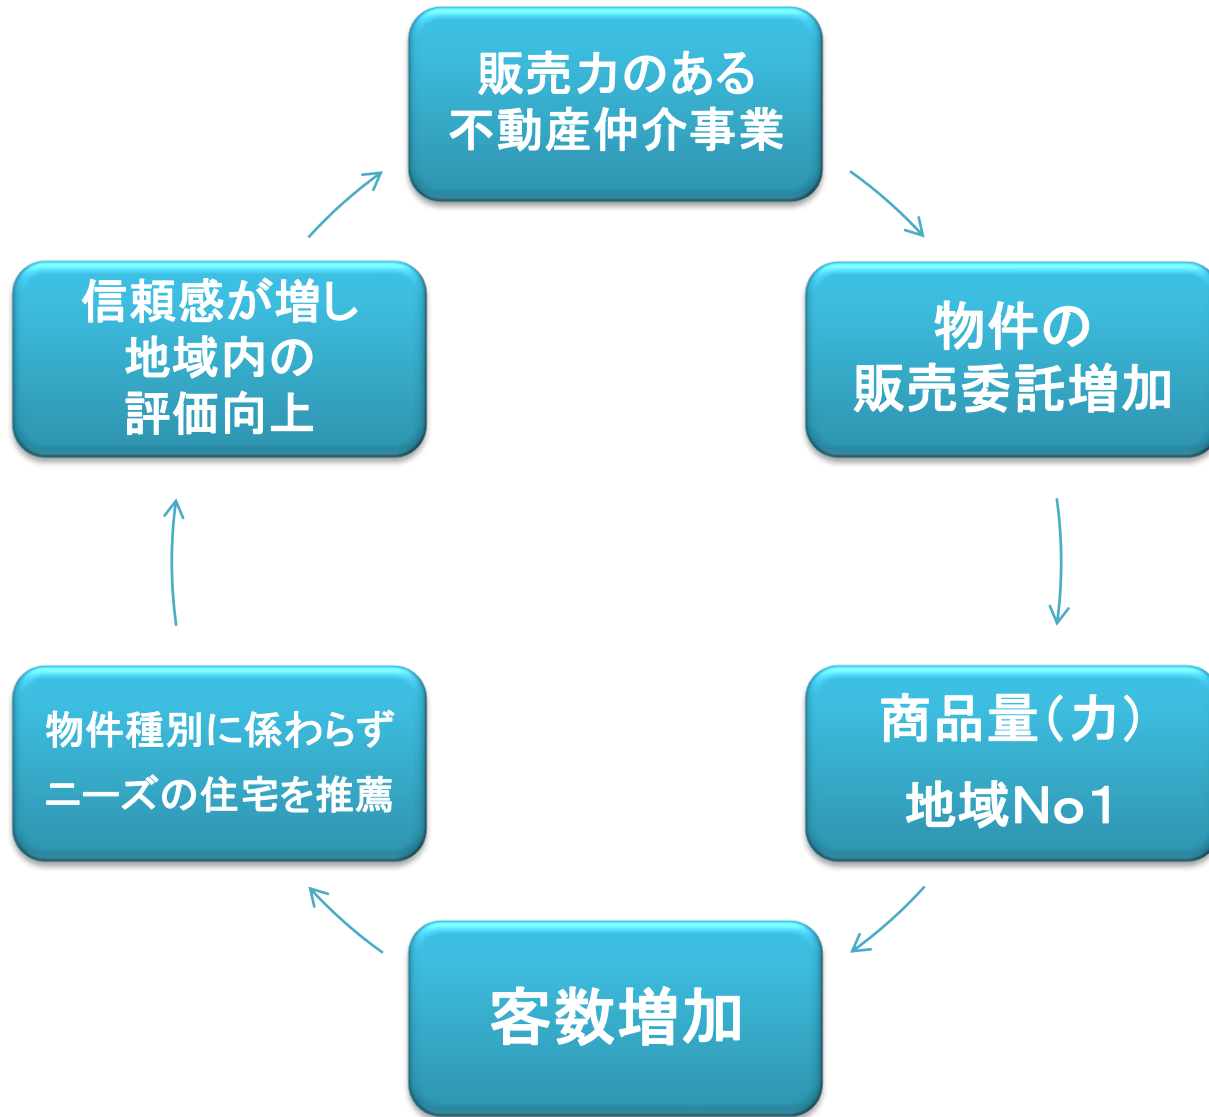 販売力のある
不動産仲介事業
物件の
販売委託増加
商品量（力）
地域No1
客数増加
物件種別に係わらず
ニーズの住宅を推薦
信頼感が増し
地域内の
評価向上